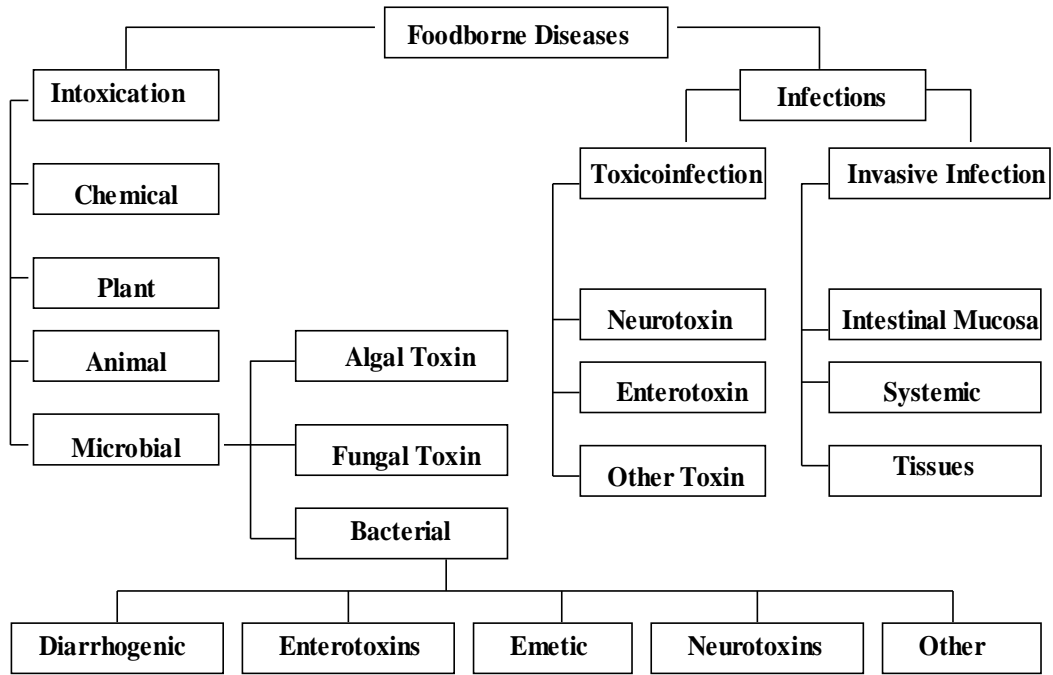 Foodborne Diseases
Intoxication
Infections
Chemical
Toxicoinfection
Invasive Infection
Plant
Neurotoxin
Intestinal Mucosa
Animal
Algal Toxin
Enterotoxin
Systemic
Microbial
Fungal Toxin
Other Toxin
Tissues
Bacterial
Diarrhogenic
Enterotoxins
Emetic
Neurotoxins
Other